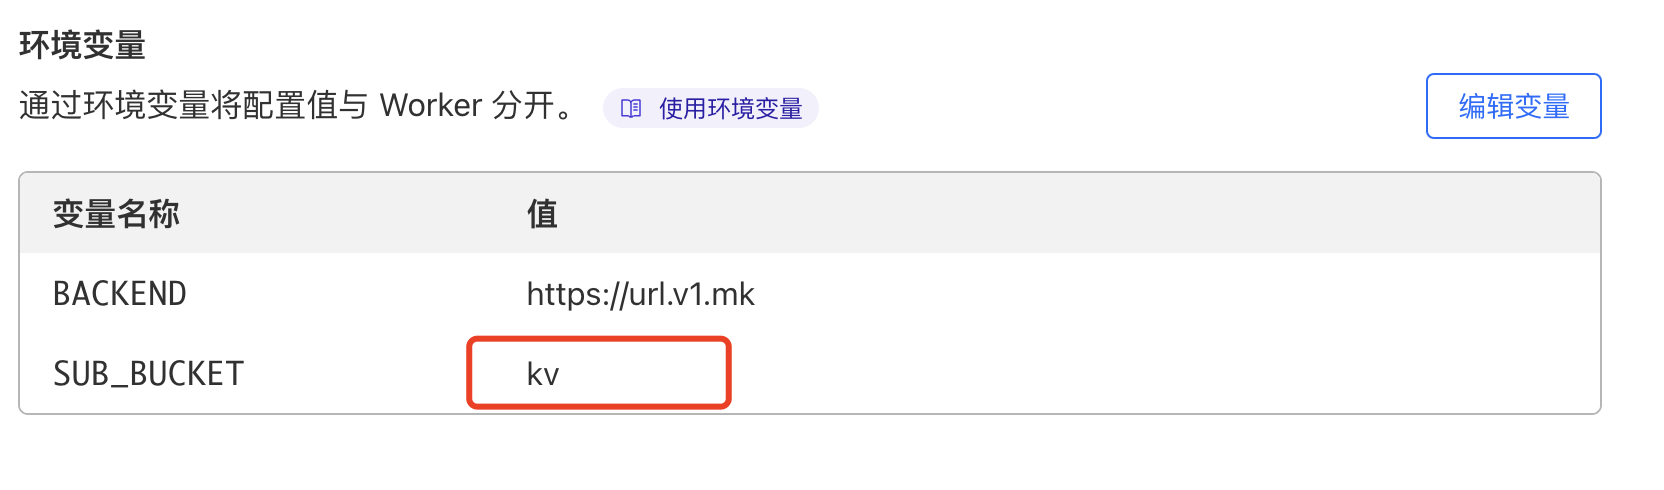 环境变量
通过环境变量将配置值与 Worker 分开。 使用环境变量
编辑变量
变量名称 值
BACKEND https://url.v1.mk
SUB_BUCKET kv